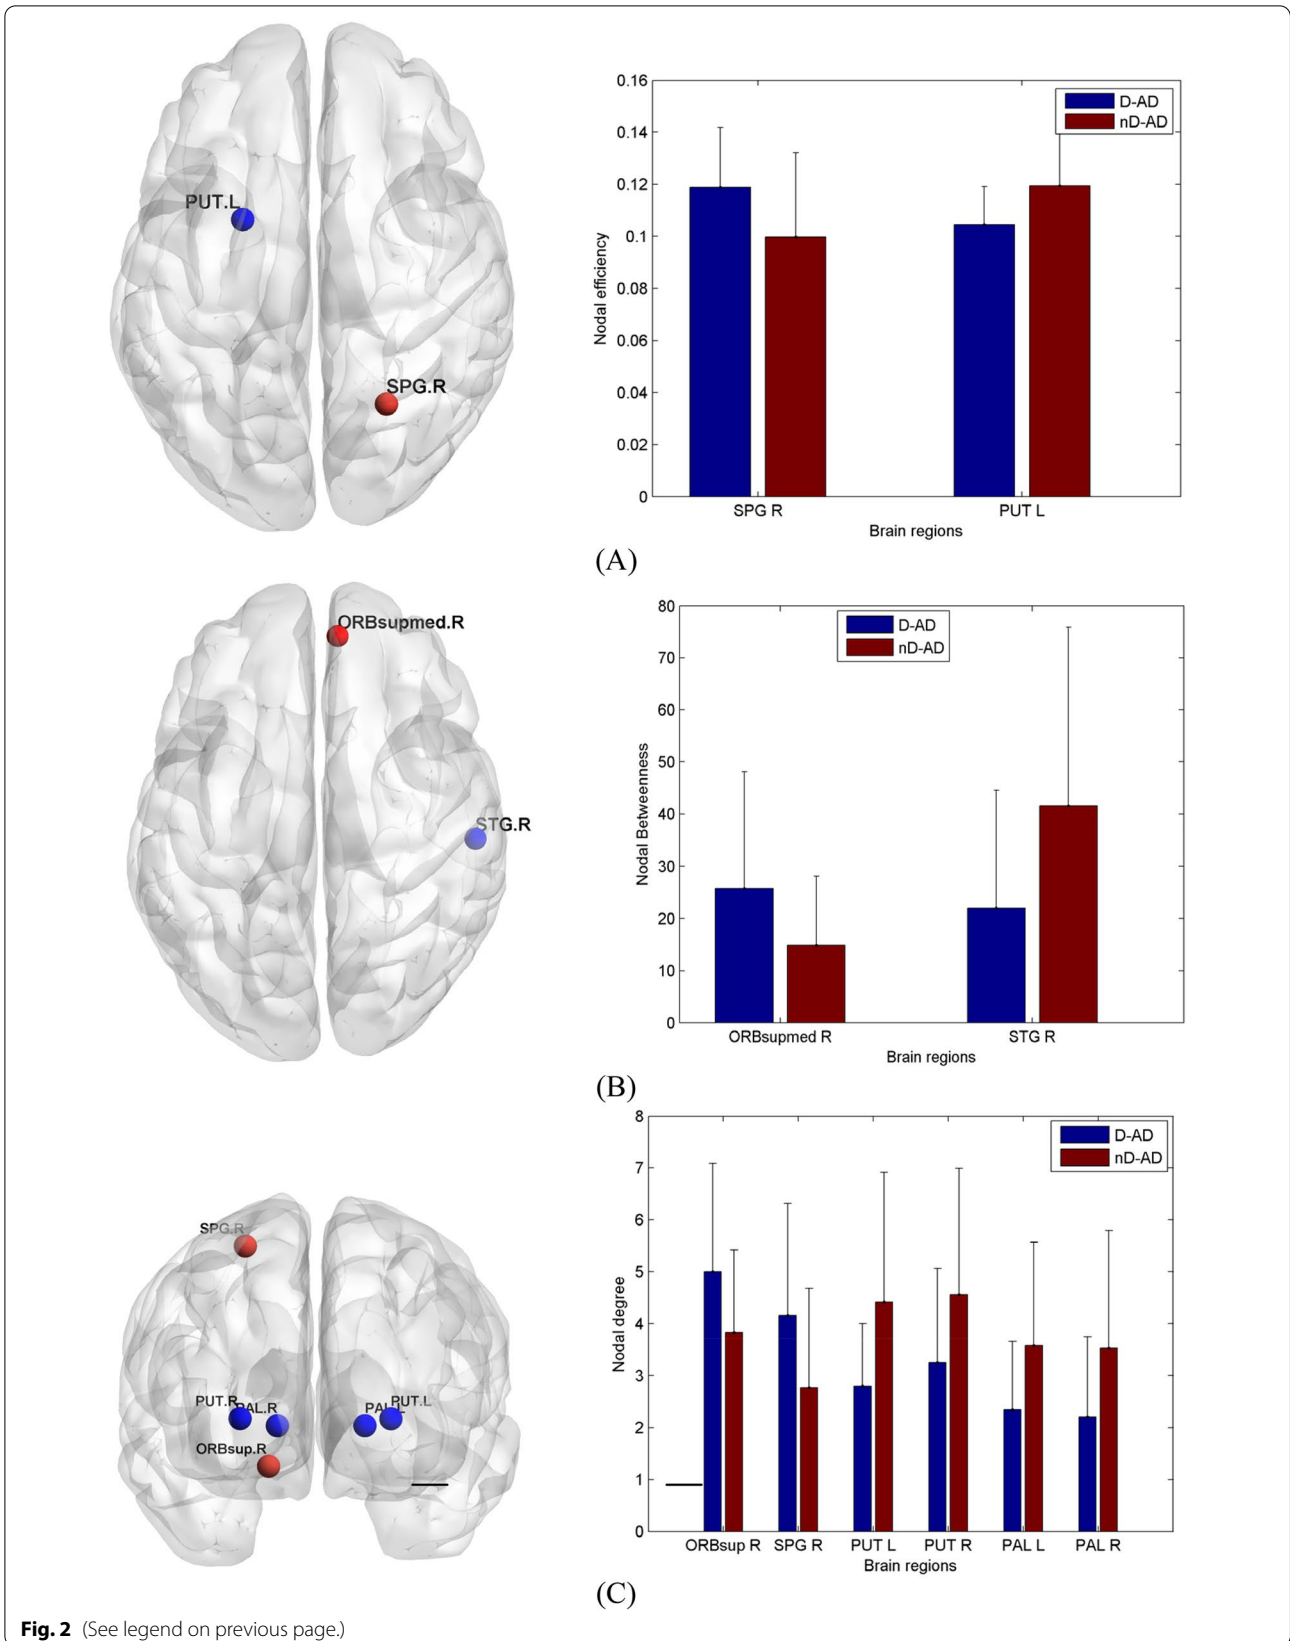 PUT.L
SPG.R
0.16
0.14
0.12
0.1
0.08
0.06
0.04
0.02
0
Nodal efficiency
D-AD
nD-AD
SPG R PUT L
Brain regions
(A)
ORBsupmed.R
STG.R
80
70
60
50
40
30
20
10
0
Nodal Betweenness
D-AD
nD-AD
ORBsupmed R STG R
Brain regions
(B)
SPG.R
PUT.R PAL.R PAL.L PUT.L
ORBsup.R
8
7
6
5
4
3
2
1
0
Nodal degree
D-AD
nD-AD
ORBsup R SPG R PUT L PUT R PAL L PAL R
Brain regions
(C)
Fig. 2 (See legend on previous page.)